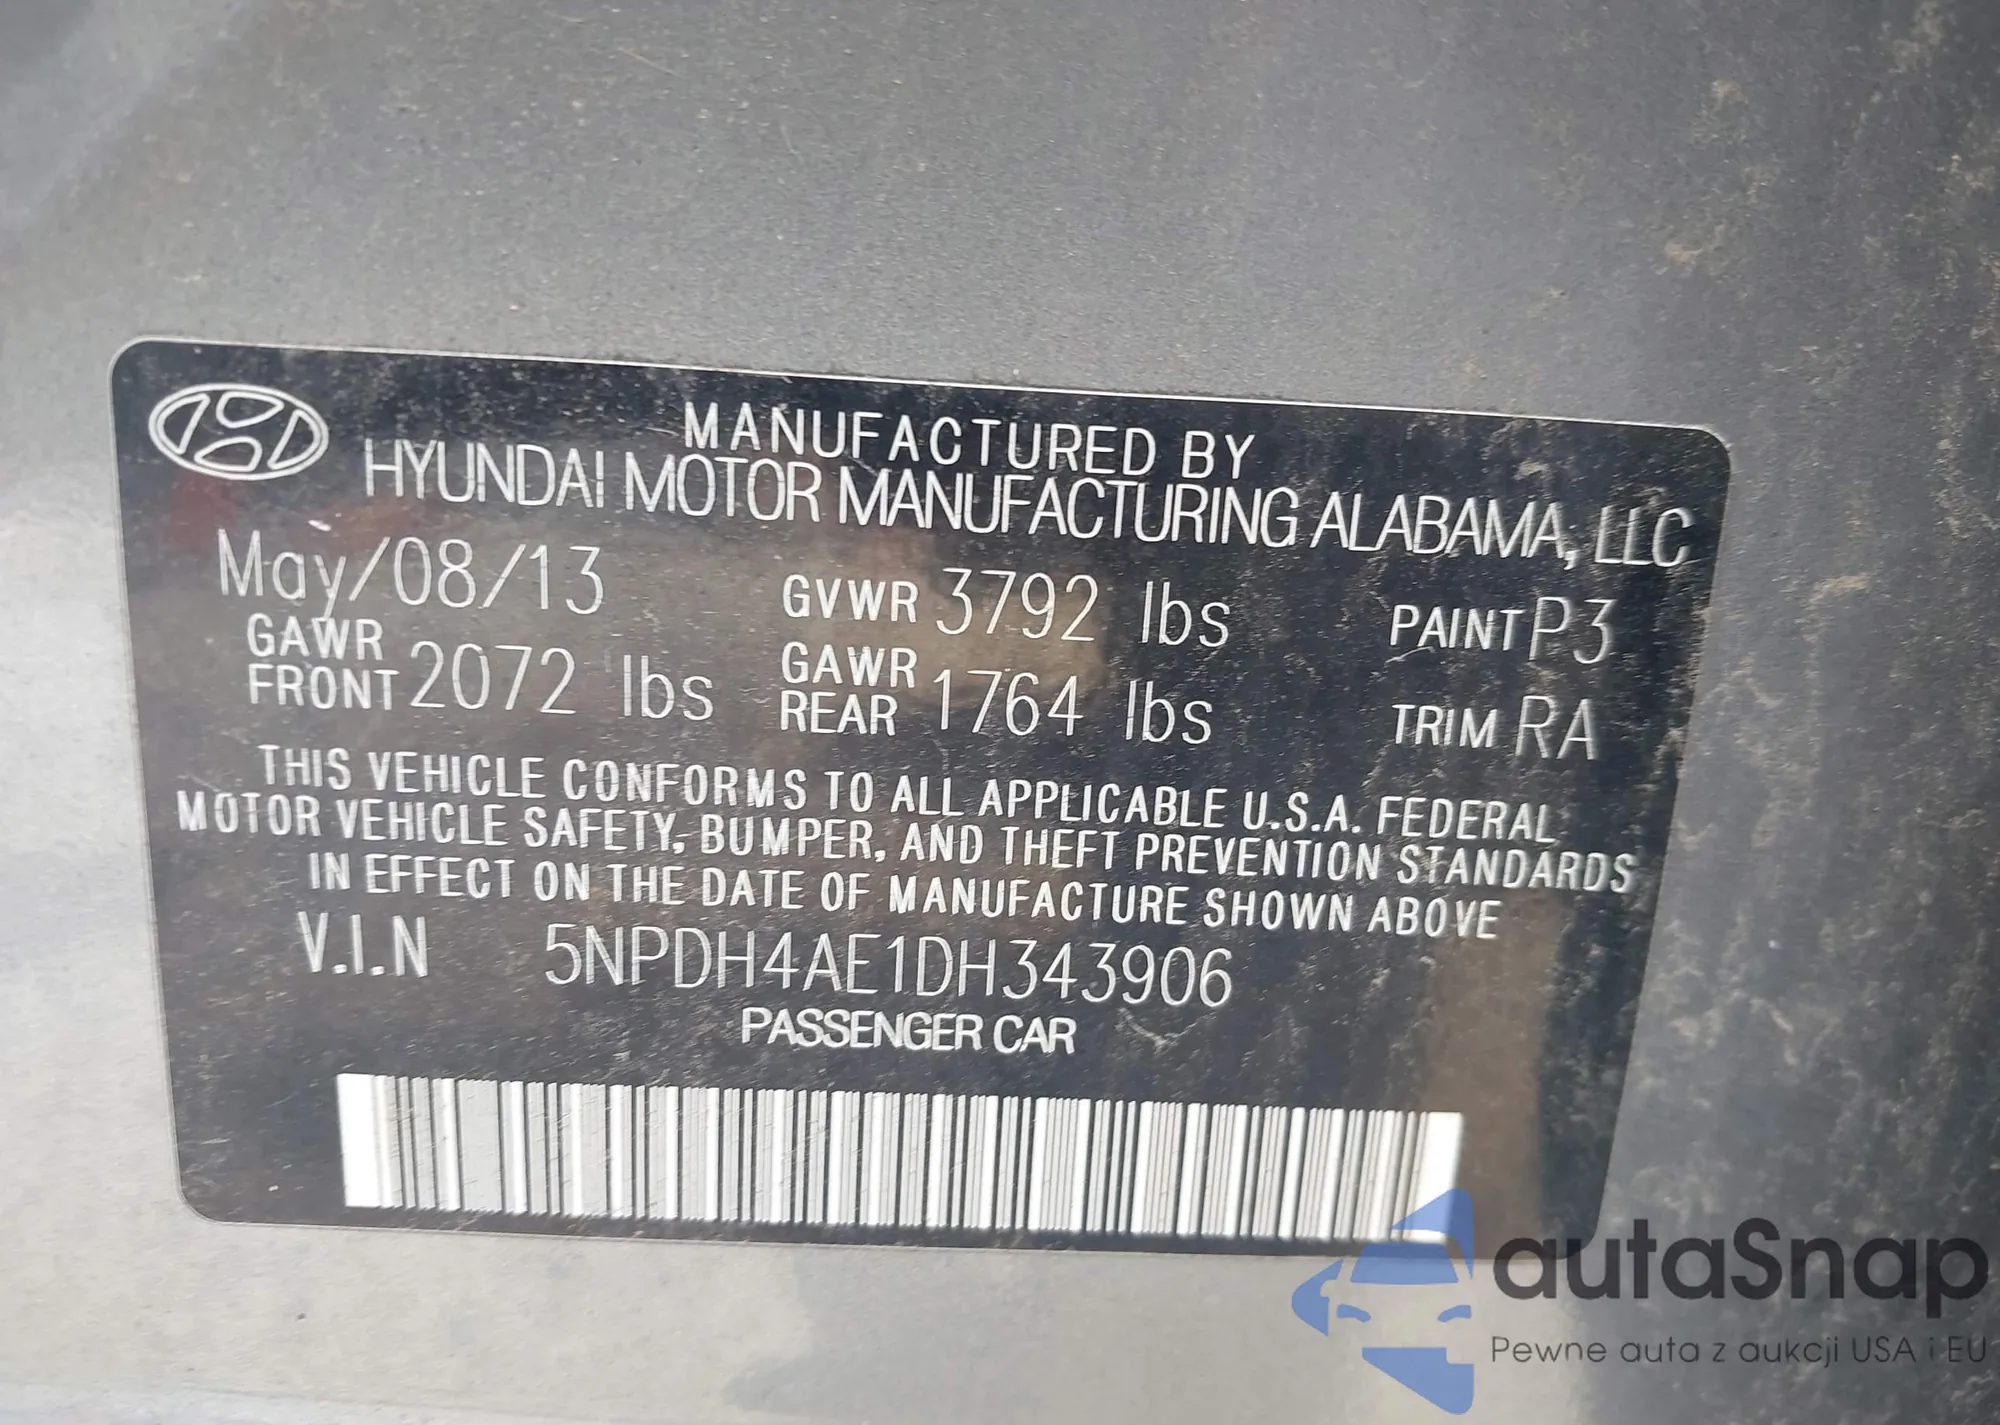 MANUFACTURED BY
HYUNDAI MOTOR MANUFACTURING ALABAMA, LLC
May/08/13 GVWR 3792 lbs PAINT P3
GAWR FRONT 2072 lbs GAWR REAR 1764 lbs TRIM RA
THIS VEHICLE CONFORMS TO ALL APPLICABLE U.S.A. FEDERAL
MOTOR VEHICLE SAFETY, BUMPER, AND THEFT PREVENTION STANDARDS
IN EFFECT ON THE DATE OF MANUFACTURE SHOWN ABOVE
V.I.N 5NPDH4AE1DH343906
PASSENGER CAR
autaSnap
Pewne auta z aukcji USA i EU